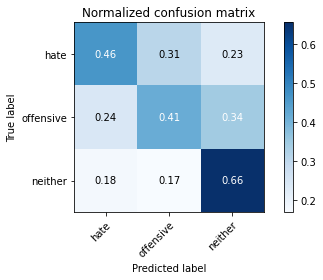 Normalized confusion matrix
hate 0.46 0.31 0.23
offensive 0.24 0.41 0.34
neither 0.18 0.17 0.66
hate offensive neither
True label
Predicted label
0.6
0.5
0.4
0.3
0.2